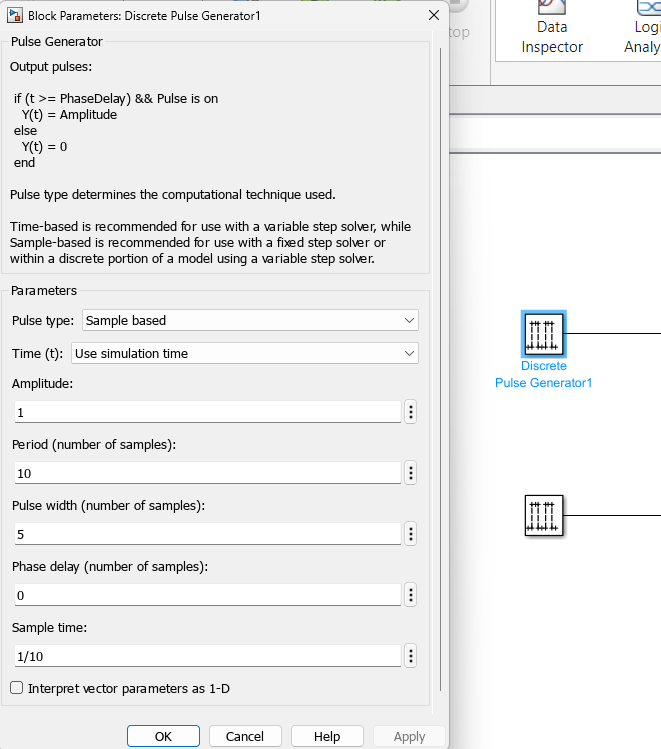 Block Parameters: Discrete Pulse Generator1
Pulse Generator
Output pulses:
if (t >= PhaseDelay) && Pulse is on
Y(t) = Amplitude
else
Y(t) = 0
end
Pulse type determines the computational technique used.
Time-based is recommended for use with a variable step solver, while
Sample-based is recommended for use with a fixed step solver or
within a discrete portion of a model using a variable step solver.
Parameters
Pulse type: Sample based
Time (t): Use simulation time
Amplitude:
1
Period (number of samples):
10
Pulse width (number of samples):
5
Phase delay (number of samples):
0
Sample time:
1/10
Interpret vector parameters as 1-D
OK Cancel Help Apply
Data
Inspector
Discrete
Pulse Generator1